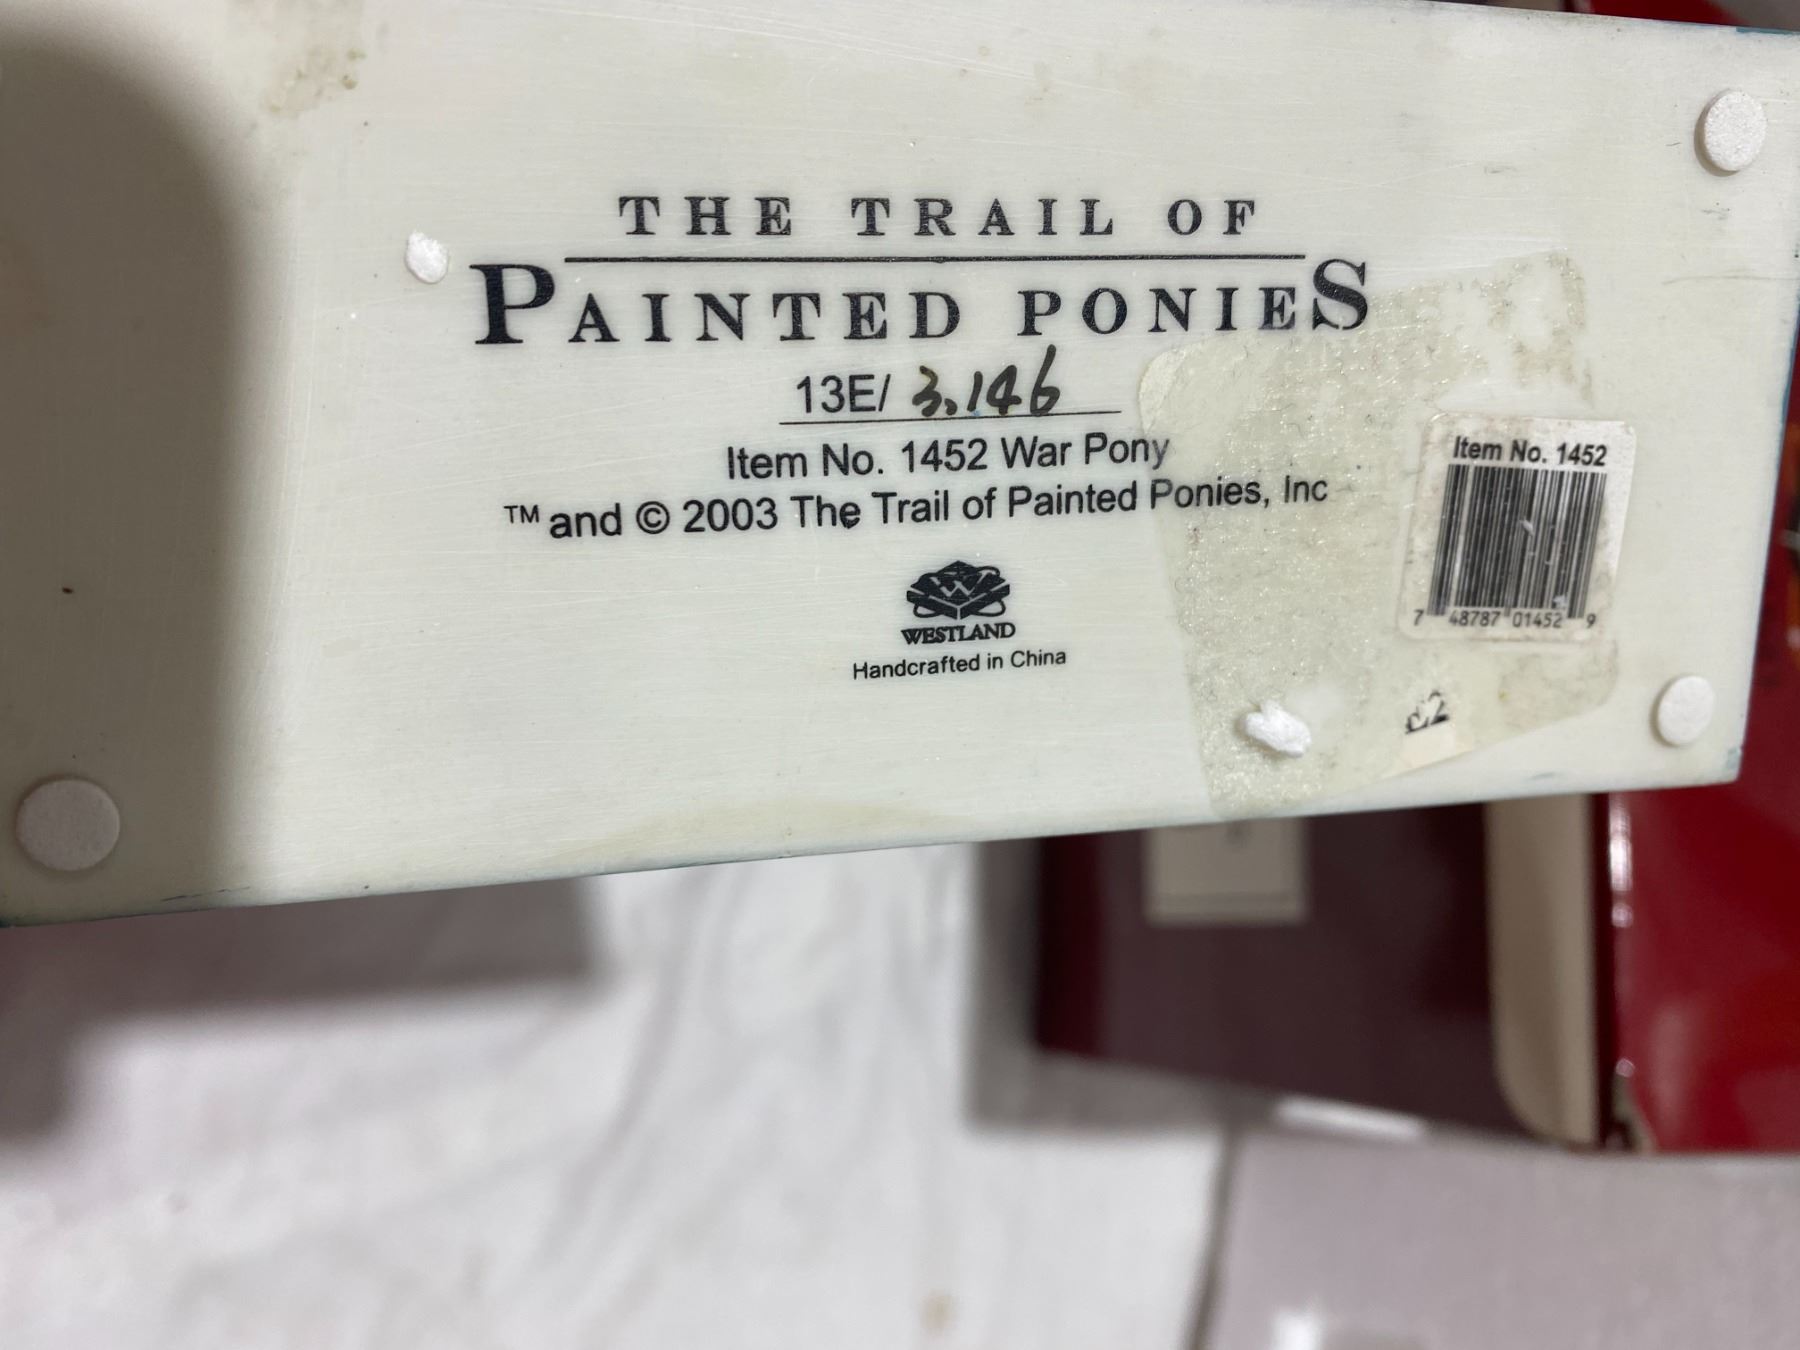 THE TRAIL OF
PAINTED PONIES
13E/ 3,146
Item No. 1452 War Pony
™ and © 2003 The Trail of Painted Ponies, Inc
W
WESTLAND
Handcrafted in China
Item No. 1452
7 48787 01452 9